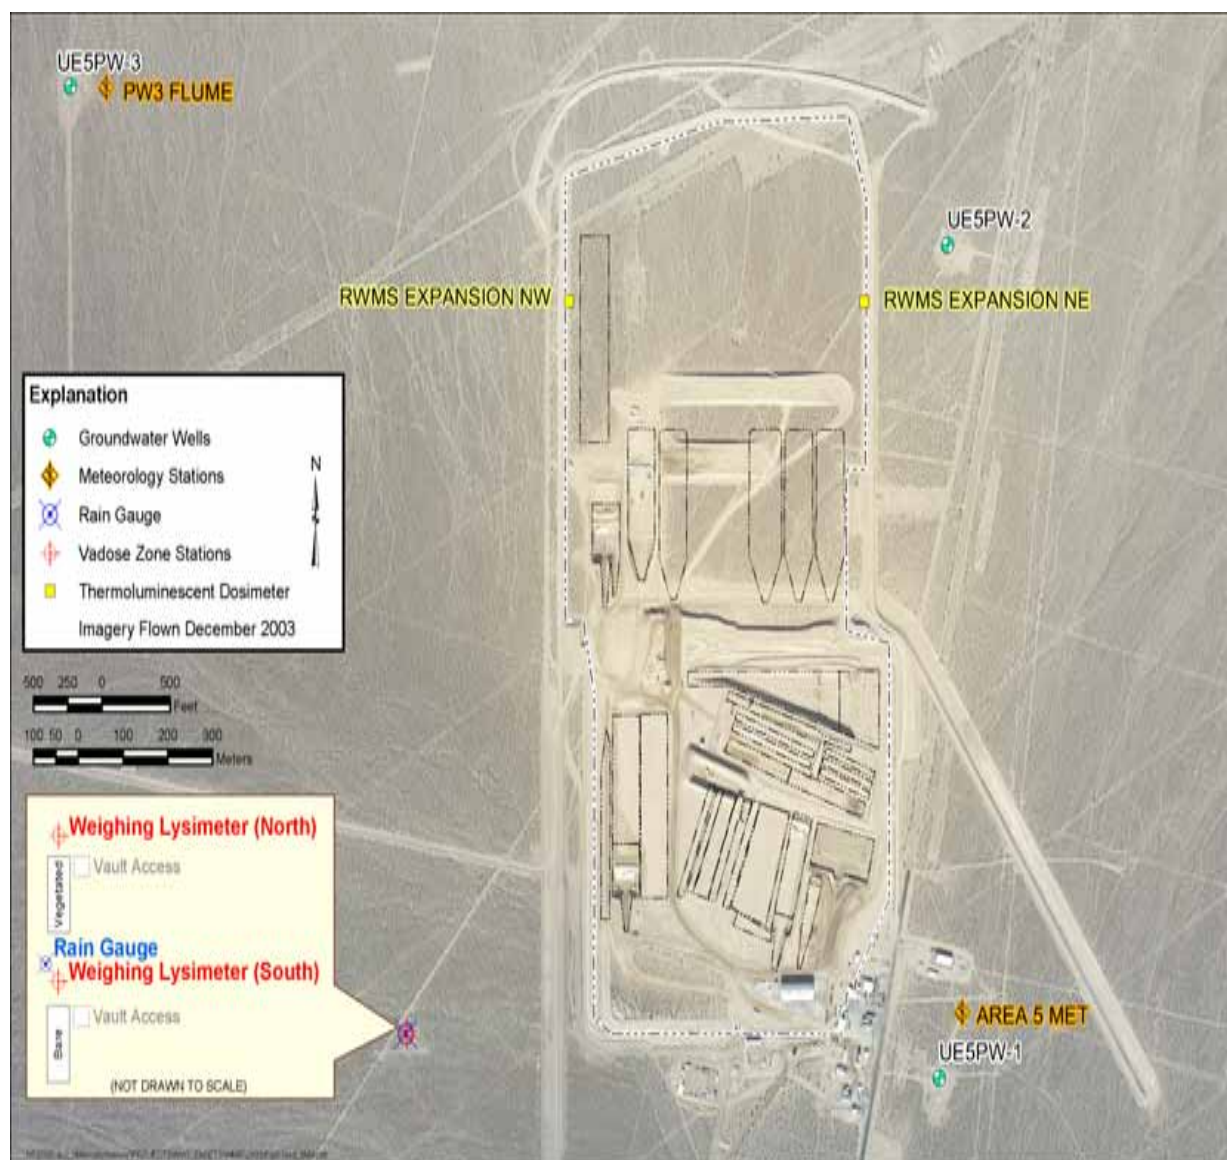 UE5PW-3
PW3 FLUME
UE5PW-2
RWMS EXPANSION NW
RWMS EXPANSION NE
Explanation
Groundwater Wells
Meteorology Stations
Rain Gauge
Vadose Zone Stations
Thermoluminescent Dosimeter
Imagery Flown December 2003
N
500 250 0 500
Feet
100 50 0 100 200 300
Meters
Weighing Lysimeter (North)
Vault Access
Vegetated
Rain Gauge
Weighing Lysimeter (South)
Vault Access
Bare
(NOT DRAWN TO SCALE)
AREA 5 MET
UE5PW-1